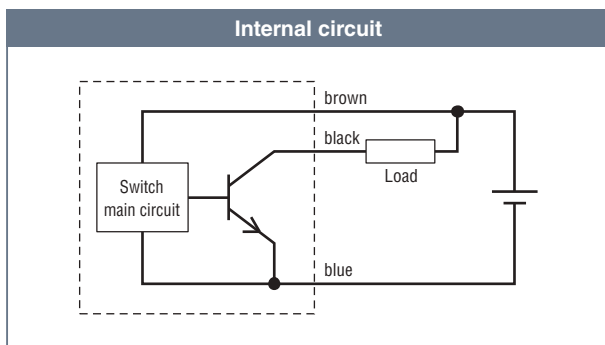 Internal circuit
brown
black
Load
Switch
main circuit
blue